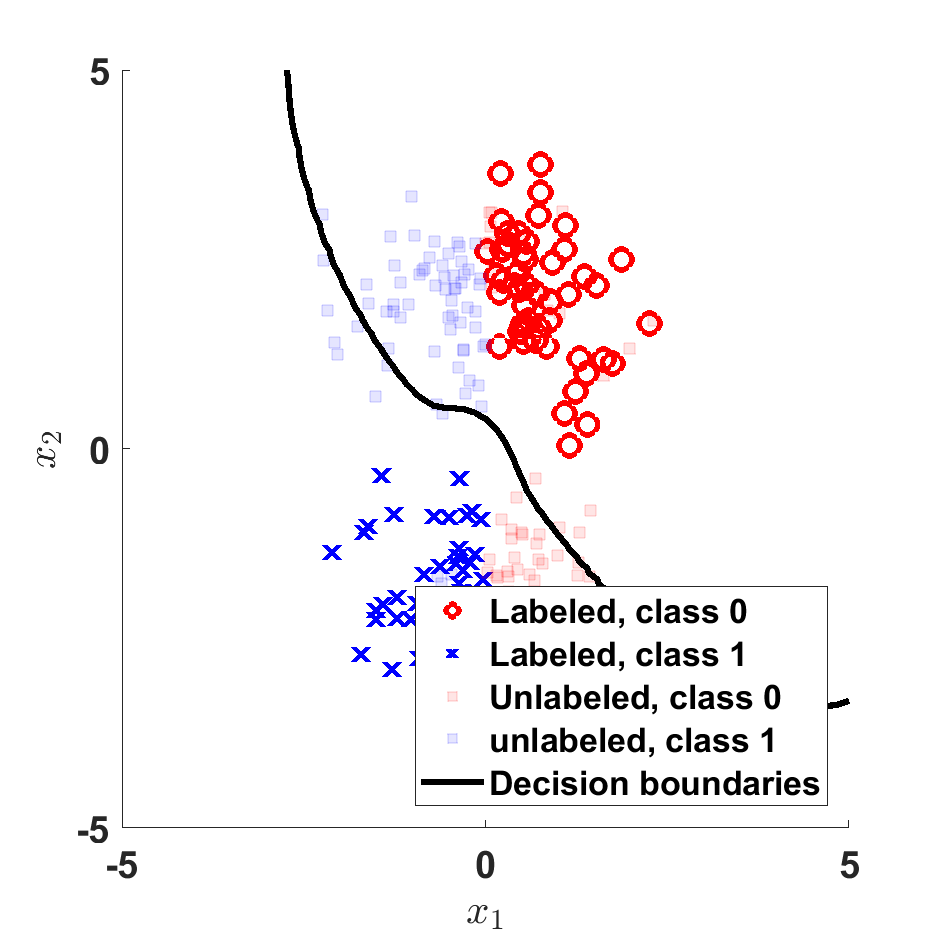 5
x₂
0
Labeled, class 0
Labeled, class 1
Unlabeled, class 0
unlabeled, class 1
Decision boundaries
-5
-5 0 5
x₁